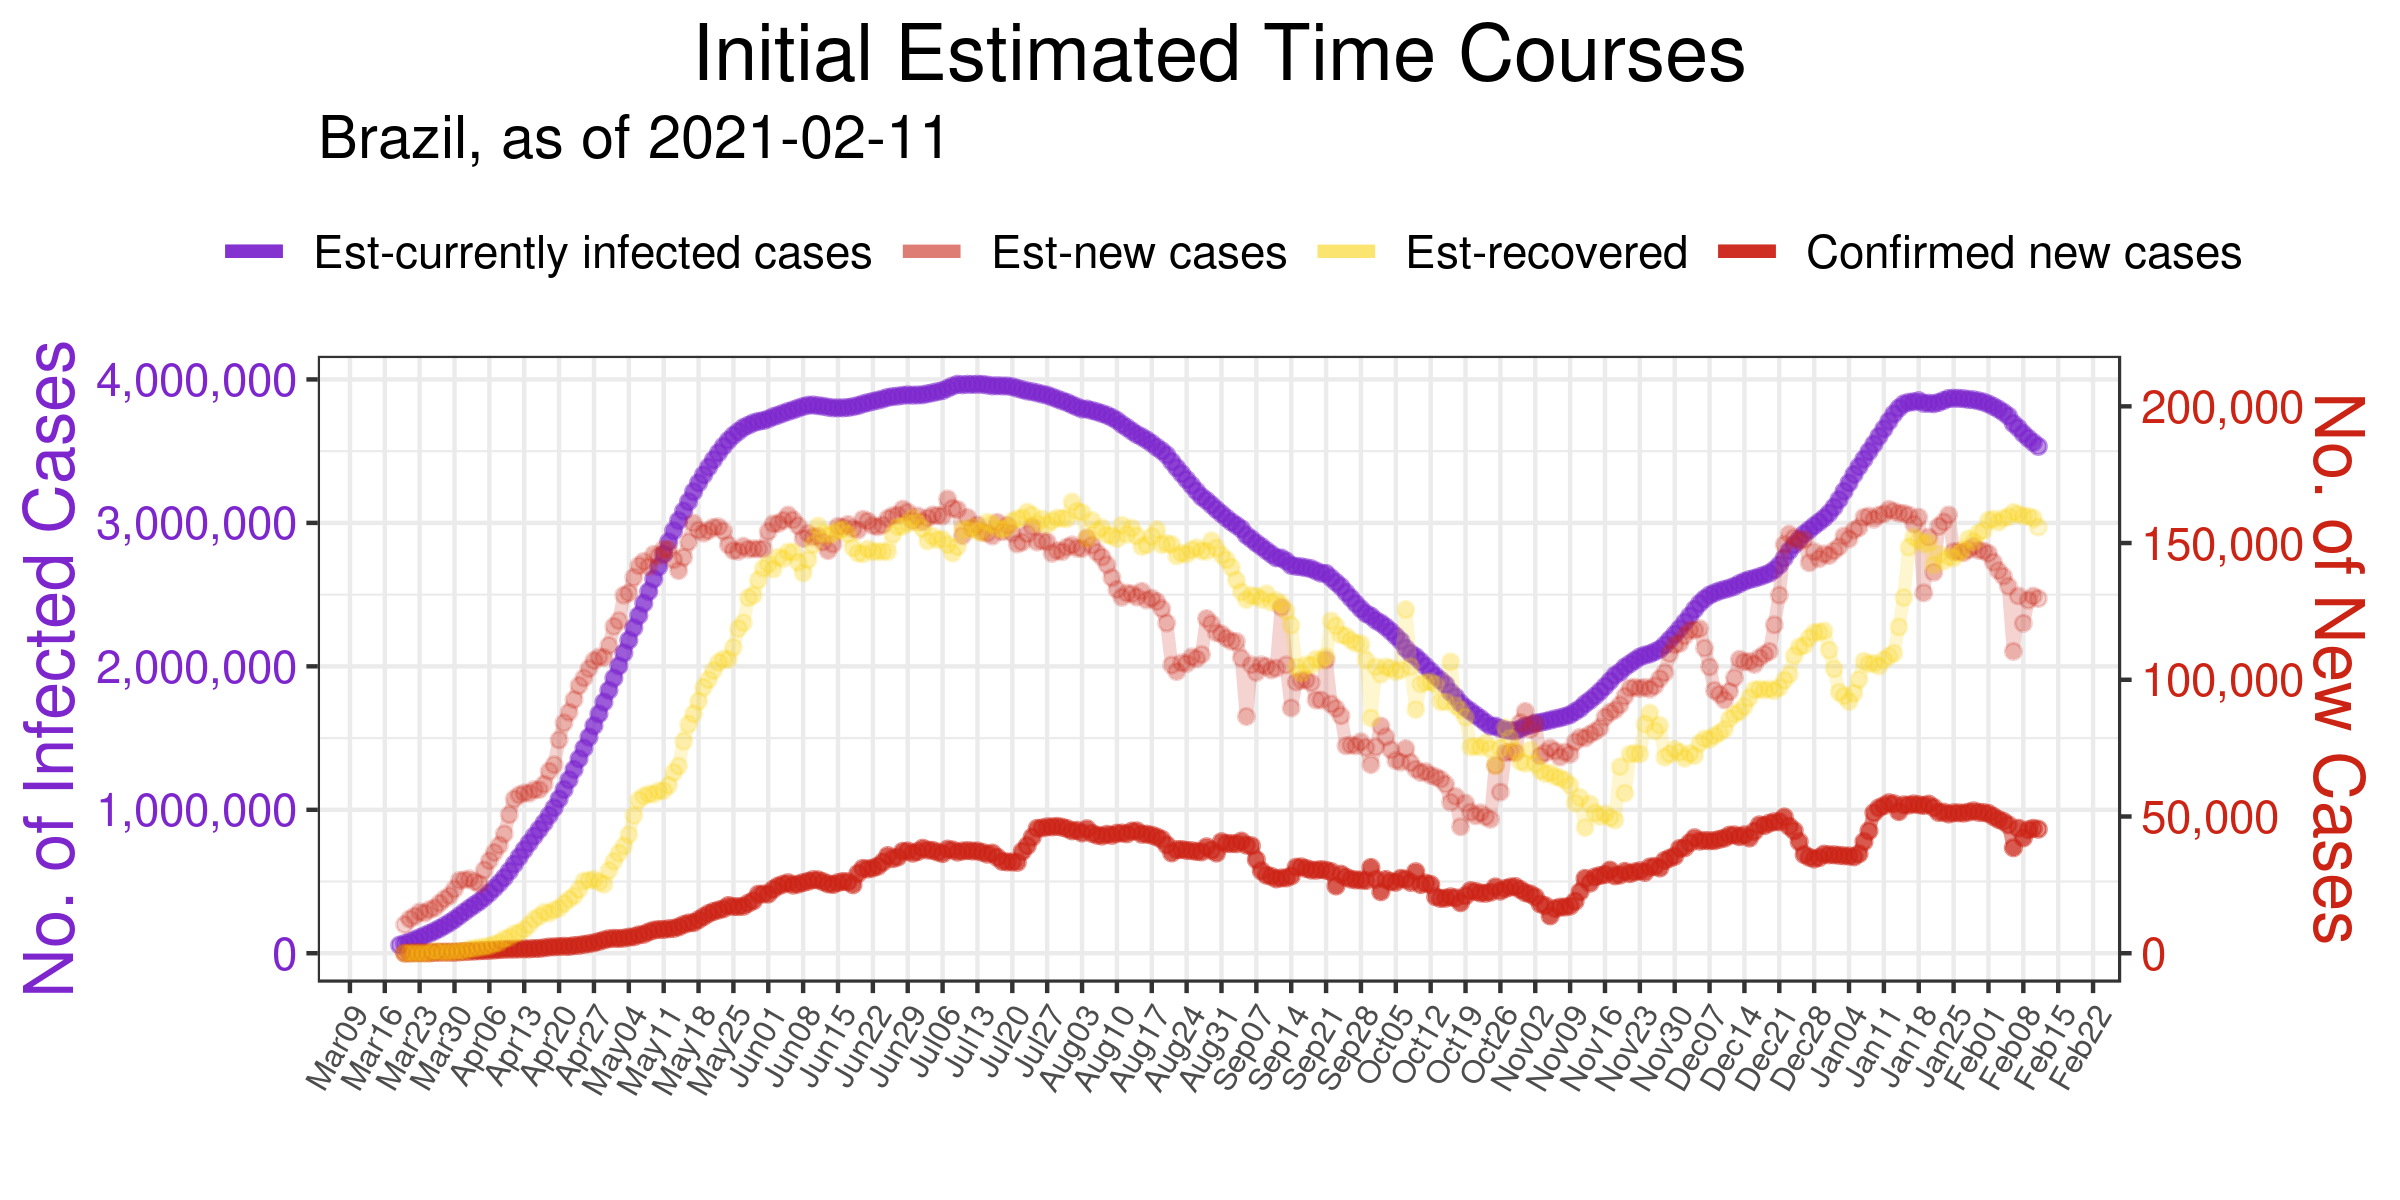 Initial Estimated Time Courses
Brazil, as of 2021-02-11
Est-currently infected cases Est-new cases Est-recovered Confirmed new cases
No. of Infected Cases
4,000,000
3,000,000
2,000,000
1,000,000
0
200,000
150,000
100,000
50,000
0
No. of New Cases
Mar09 Mar16 Mar23 Mar30 Apr06 Apr13 Apr20 Apr27 May04 May11 May18 May25 Jun01 Jun08 Jun15 Jun22 Jun29 Jul06 Jul13 Jul20 Jul27 Aug03 Aug10 Aug17 Aug24 Aug31 Sep07 Sep14 Sep21 Sep28 Oct05 Oct12 Oct19 Oct26 Nov02 Nov09 Nov16 Nov23 Nov30 Dec07 Dec14 Dec21 Dec28 Jan04 Jan11 Jan18 Jan25 Feb01 Feb08 Feb15 Feb22